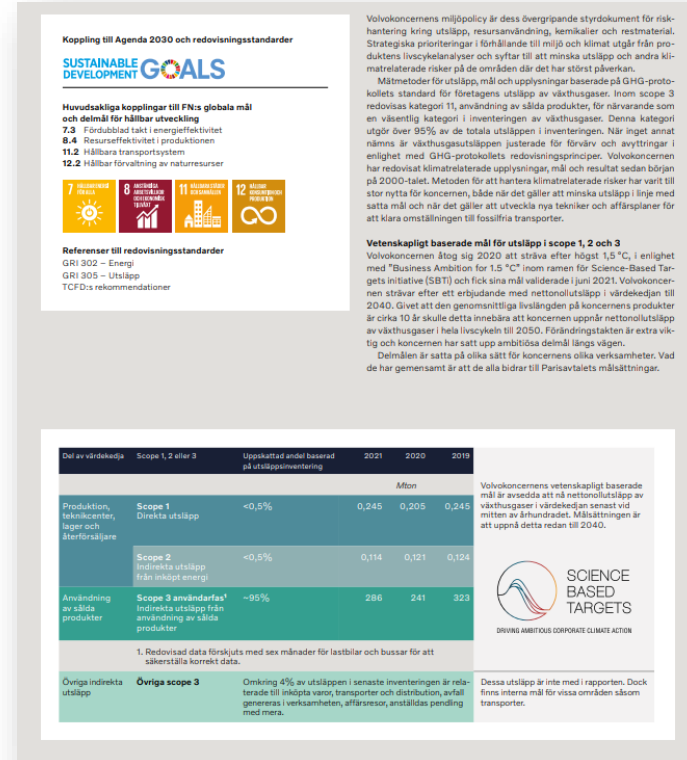 Koppling till Agenda 2030 och redovisningsstandarder
SUSTAINABLE
DEVELOPMENT
GOALS
Huvudsakliga kopplingar till FN:s globala mål
och delmål för hållbar utveckling
7.3 Fördubblad takt i energieffektivitet
8.4 Resurseffektivitet i produktionen
11.2 Hållbara transportsystem
12.2 Hållbar förvaltning av naturresurser
7 HÅLLBAR ENERGI FÖR ALLA
8 ANSTÄNDIGA ARBETSVILLKOR OCH EKONOMISK TILLVÄXT
11 HÅLLBARA STÄDER OCH SAMHÄLLEN
12 HÅLLBAR KONSUMTION OCH PRODUKTION
Referenser till redovisningsstandarder
GRI 302 – Energi
GRI 305 – Utsläpp
TCFD:s rekommendationer
Volvokoncernens miljöpolicy är dess övergripande styrdokument för risk-
hantering kring utsläpp, resursanvändning, kemikalier och restmaterial.
Strategiska prioriteringar i förhållande till miljö och klimat utgår från pro-
duktens livscykelanalyser och syftar till att minska utsläpp och andra kli-
matrelaterade risker på de områden där det har störst påverkan.
Mätmetoder för utsläpp, mål och upplysningar baserade på GHG-proto-
kollets standard för företagens utsläpp av växthusgaser. Inom scope 3
redovisas kategori 11, användning av sålda produkter, för närvarande som
en väsentlig kategori i inventeringen av växthusgaser. Denna kategori
utgör över 95% av de totala utsläppen i inventeringen. När inget annat
nämns är växthusgasutsläppen justerade för förvärv och avyttringar i
enlighet med GHG-protokollets redovisningsprinciper. Volvokoncernen
har redovisat klimatrelaterade upplysningar, mål och resultat sedan början
på 2000-talet. Metoden för att hantera klimatrelaterade risker har varit till
stor nytta för koncernen, både när det gäller att minska utsläpp i linje med
satta mål och när det gäller att utveckla nya tekniker och affärsplaner för
att klara omställningen till fossilfria transporter.
Vetenskapligt baserade mål för utsläpp i scope 1, 2 och 3
Volvokoncernen åtog sig 2020 att sträva efter högst 1,5 °C, i enlighet
med "Business Ambition for 1.5 °C" inom ramen för Science-Based Tar-
gets initiative (SBTi) och fick sina mål validerade i juni 2021. Volvokoncer-
nen strävar efter ett erbjudande med nettonollutsläpp i värdekedjan till
2040. Givet att den genomsnittliga livslängden på koncernens produkter
är cirka 10 år skulle detta innebära att koncernen uppnår nettonollutsläpp
av växthusgaser i hela livscykeln till 2050. Förändringstakten är extra vik-
tig och koncernen har satt upp ambitiösa delmål längs vägen.
Delmålen är satta på olika sätt för koncernens olika verksamheter. Vad
de har gemensamt är att de alla bidrar till Parisavtalets målsättningar.
Del av värdekedja Scope 1, 2 eller 3 Uppskattad andel baserad 2021 2020 2019
på utsläppsinventering
Mton
Produktion, Scope 1 <0,5% 0,245 0,205 0,245
teknikcenter, Direkta utsläpp
lager och
återförsäljare
Scope 2 <0,5% 0,114 0,121 0,124
Indirekta utsläpp
från inköpt energi
Användning Scope 3 användarfas¹ ~95% 286 241 323
av sålda Indirekta utsläpp från
produkter användning av sålda
produkter
1. Redovisad data förskjuts med sex månader för lastbilar och bussar för att
säkerställa korrekt data.
Övriga indirekta Övriga scope 3 Omkring 4% av utsläppen i senaste inventeringen är rela-
utsläpp terade till inköpta varor, transporter och distribution, avfall
genereras i verksamheten, affärsresor, anställdas pendling
med mera.
Volvokoncernens vetenskapligt baserade
mål är avsedda att nå nettonollutsläpp av
växthusgaser i värdekedjan senast vid
mitten av århundradet. Målsättningen är
att uppnå detta redan till 2040.
SCIENCE
BASED
TARGETS
DRIVING AMBITIOUS CORPORATE CLIMATE ACTION
Dessa utsläpp är inte med i rapporten. Dock
finns interna mål för vissa områden såsom
transporter.